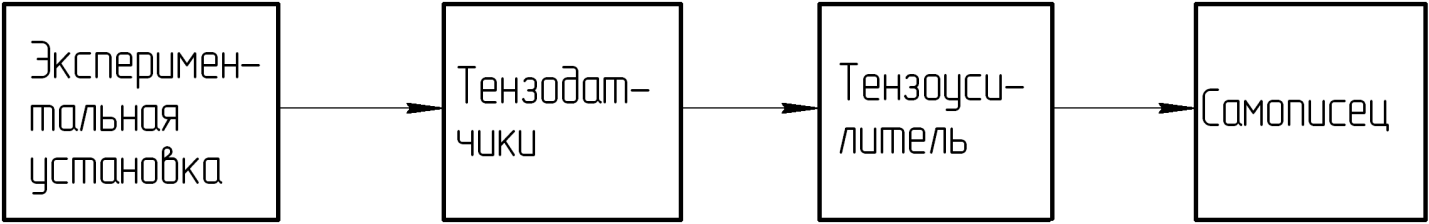 Эксперимен-
тальная
установка
Тензодат-
чики
Тензоуси-
литель
Самописец